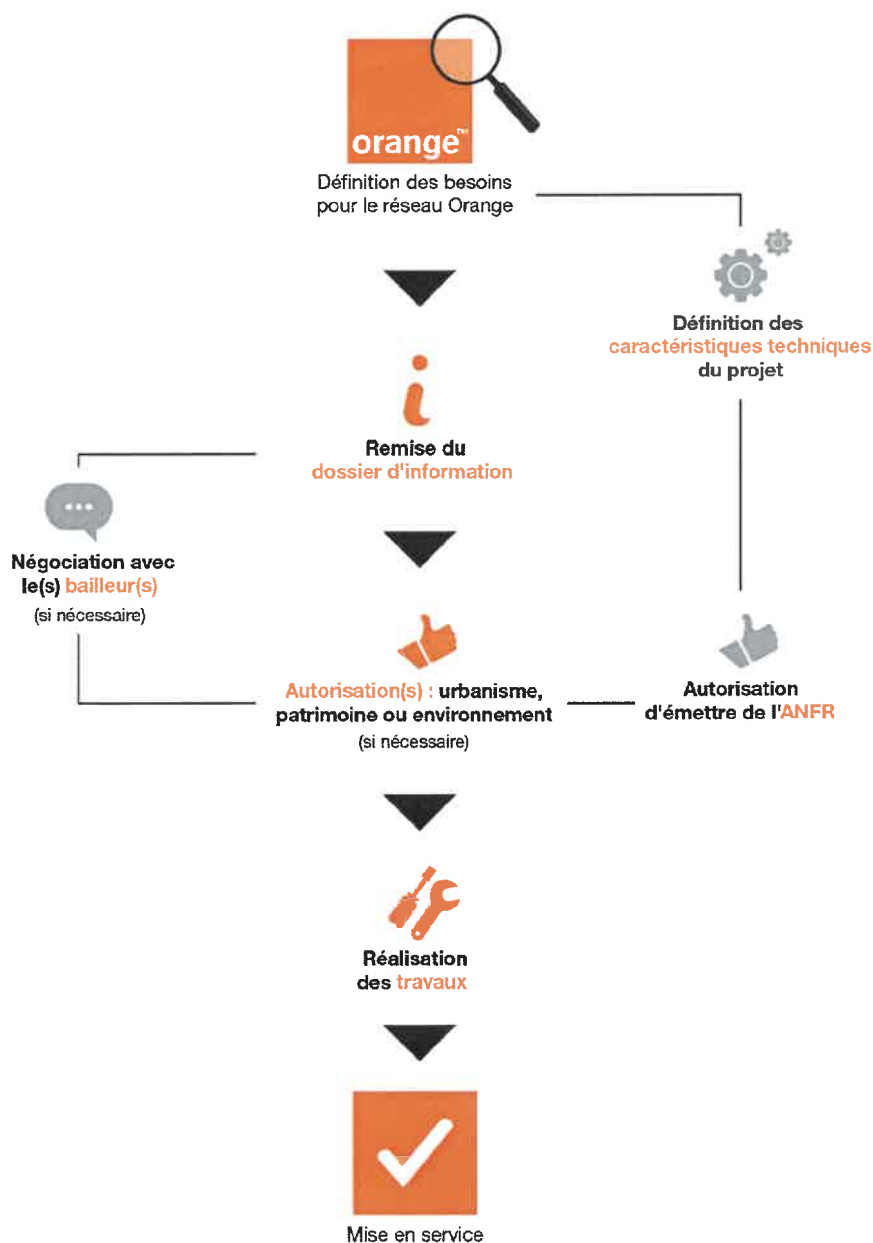 orange™
Définition des besoins
pour le réseau Orange
Définition des
caractéristiques techniques
du projet
Remise du
dossier d'information
Négociation avec
le(s) bailleur(s)
(si nécessaire)
Autorisation(s) : urbanisme,
patrimoine ou environnement
(si nécessaire)
Autorisation
d'émettre de l'ANFR
Réalisation
des travaux
Mise en service